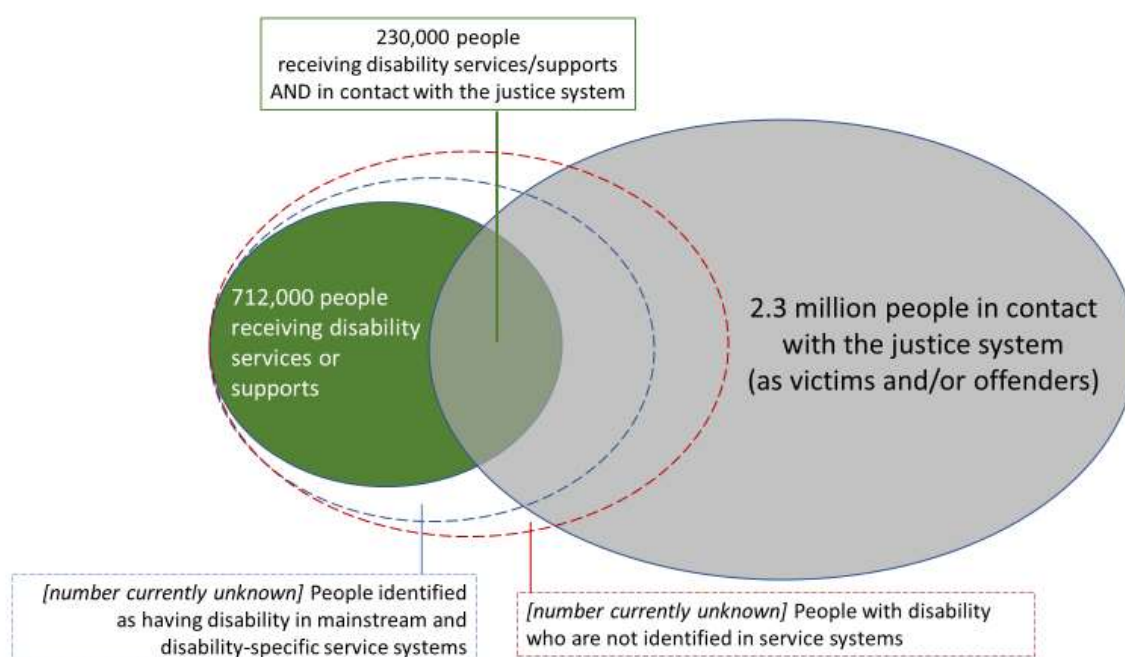 230,000 people
receiving disability services/supports
AND in contact with the justice system
712,000 people
receiving disability
services or
supports
2.3 million people in contact
with the justice system
(as victims and/or offenders)
[number currently unknown] People identified
as having disability in mainstream and
disability-specific service systems
[number currently unknown] People with disability
who are not identified in service systems